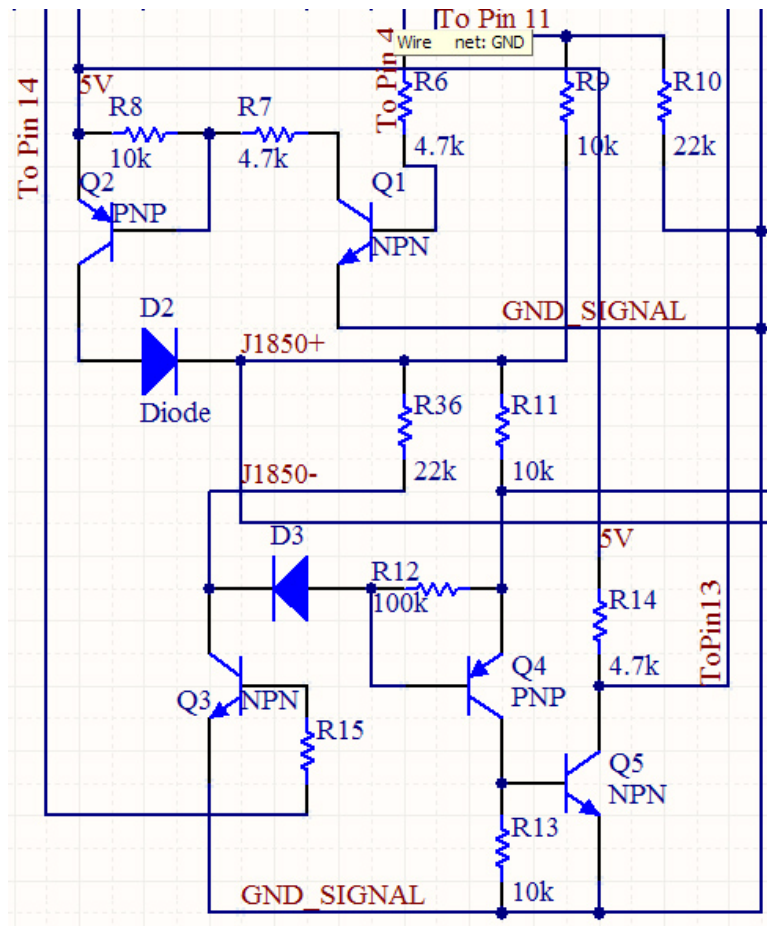 To Pin 11
Wire net: GND
To Pin 4
To Pin 14
5V
R6
4.7k
R9
10k
R10
22k
R8
10k
R7
4.7k
Q2
PNP
Q1
NPN
D2
Diode
GND_SIGNAL
J1850+
R36
22k
R11
10k
J1850-
D3
5V
R12
100k
R14
4.7k
ToPin13
Q4
PNP
Q3
NPN
R15
Q5
NPN
R13
10k
GND_SIGNAL